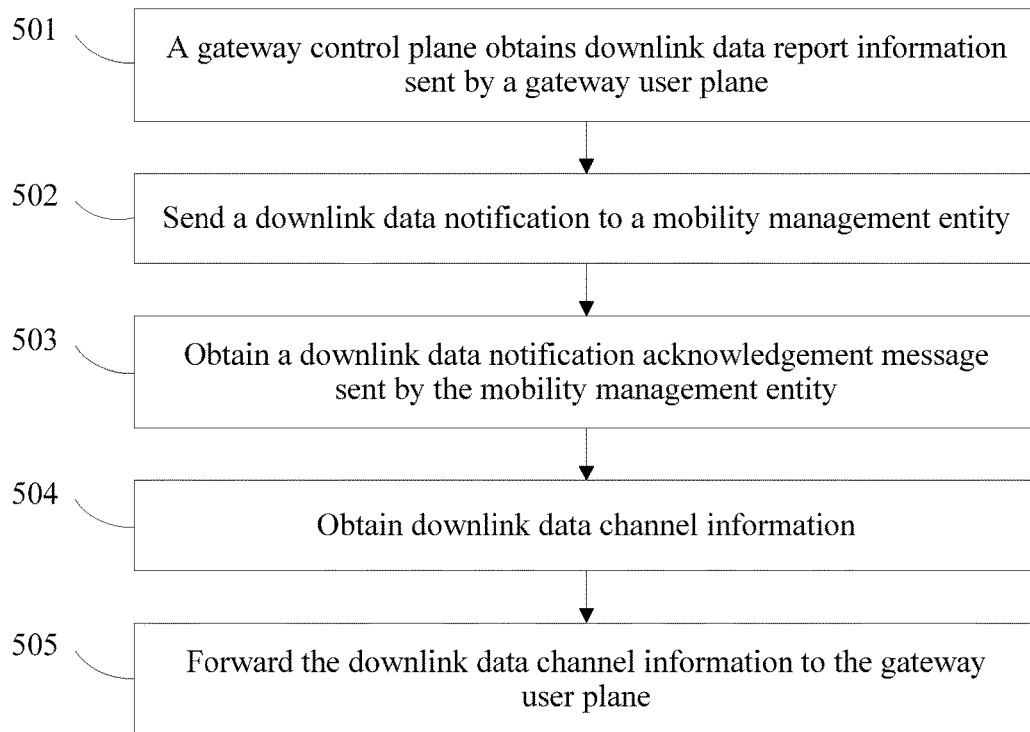 501
A gateway control plane obtains downlink data report information
sent by a gateway user plane
502
Send a downlink data notification to a mobility management entity
503
Obtain a downlink data notification acknowledgement message
sent by the mobility management entity
504
Obtain downlink data channel information
505
Forward the downlink data channel information to the gateway
user plane